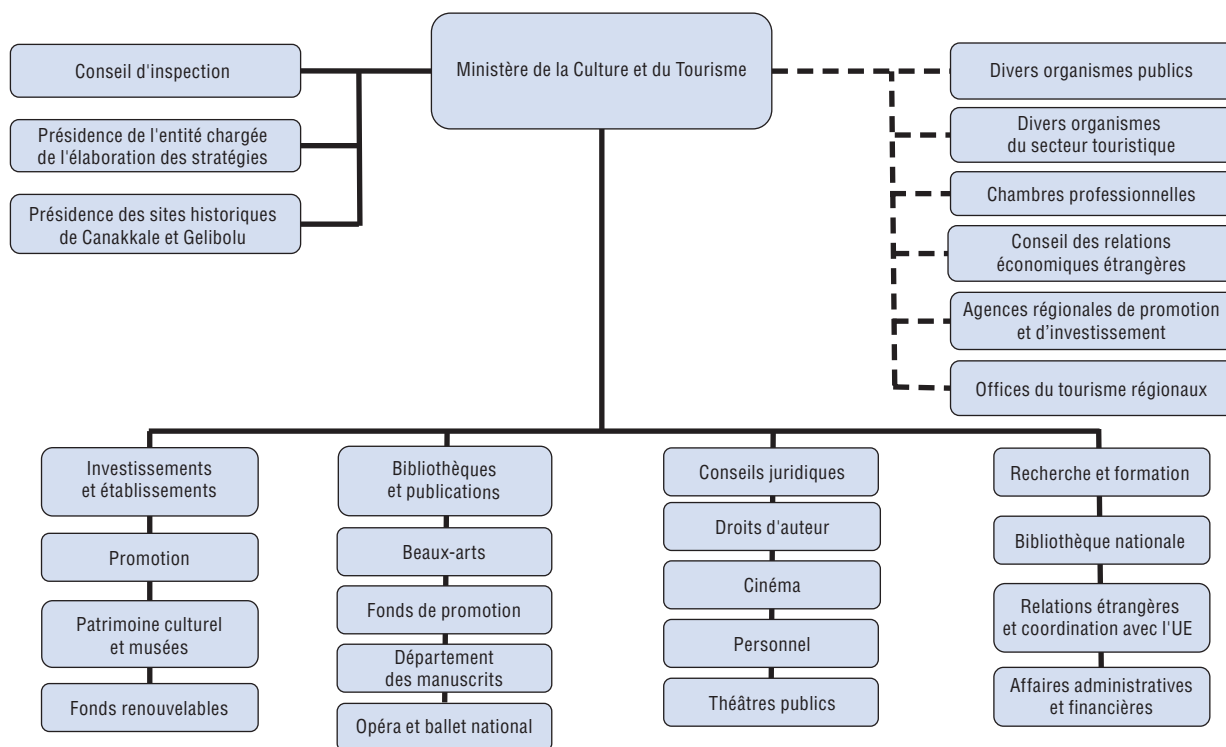 Ministère de la Culture et du Tourisme
Conseil d'inspection
Présidence de l'entité chargée
de l'élaboration des stratégies
Présidence des sites historiques
de Canakkale et Gelibolu
Divers organismes publics
Divers organismes
du secteur touristique
Chambres professionnelles
Conseil des relations
économiques étrangères
Agences régionales de promotion
et d’investissement
Offices du tourisme régionaux
Investissements
et établissements
Promotion
Patrimoine culturel
et musées
Fonds renouvelables
Bibliothèques
et publications
Beaux-arts
Fonds de promotion
Département
des manuscrits
Opéra et ballet national
Conseils juridiques
Droits d'auteur
Cinéma
Personnel
Théâtres publics
Recherche et formation
Bibliothèque nationale
Relations étrangères
et coordination avec l'UE
Affaires administratives
et financières